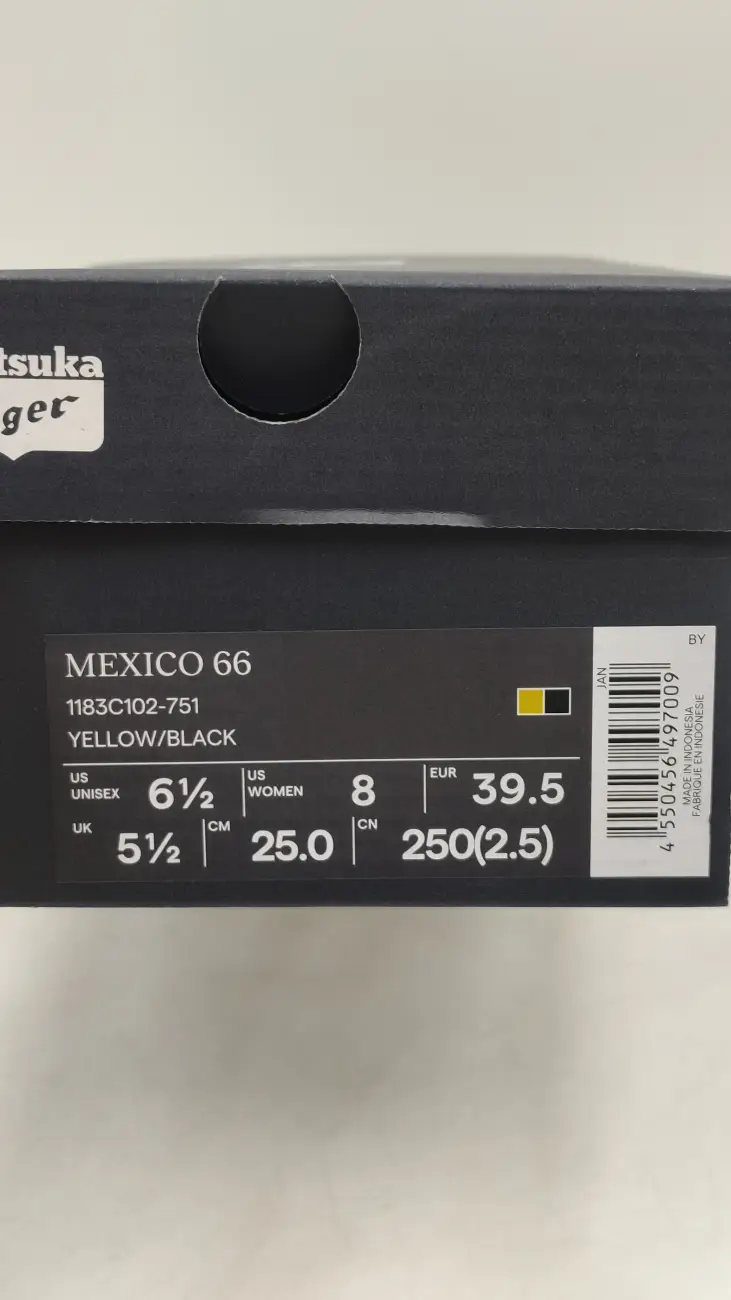 tsuka
ger
MEXICO 66
1183C102-751
YELLOW/BLACK
US UNISEX 6½
US WOMEN 8
EUR 39.5
UK 5½
CM 25.0
CN 250(2.5)
BY
JAN
4 550456 497009
MADE IN INDONESIA
FABRIQUE EN INDONESIE